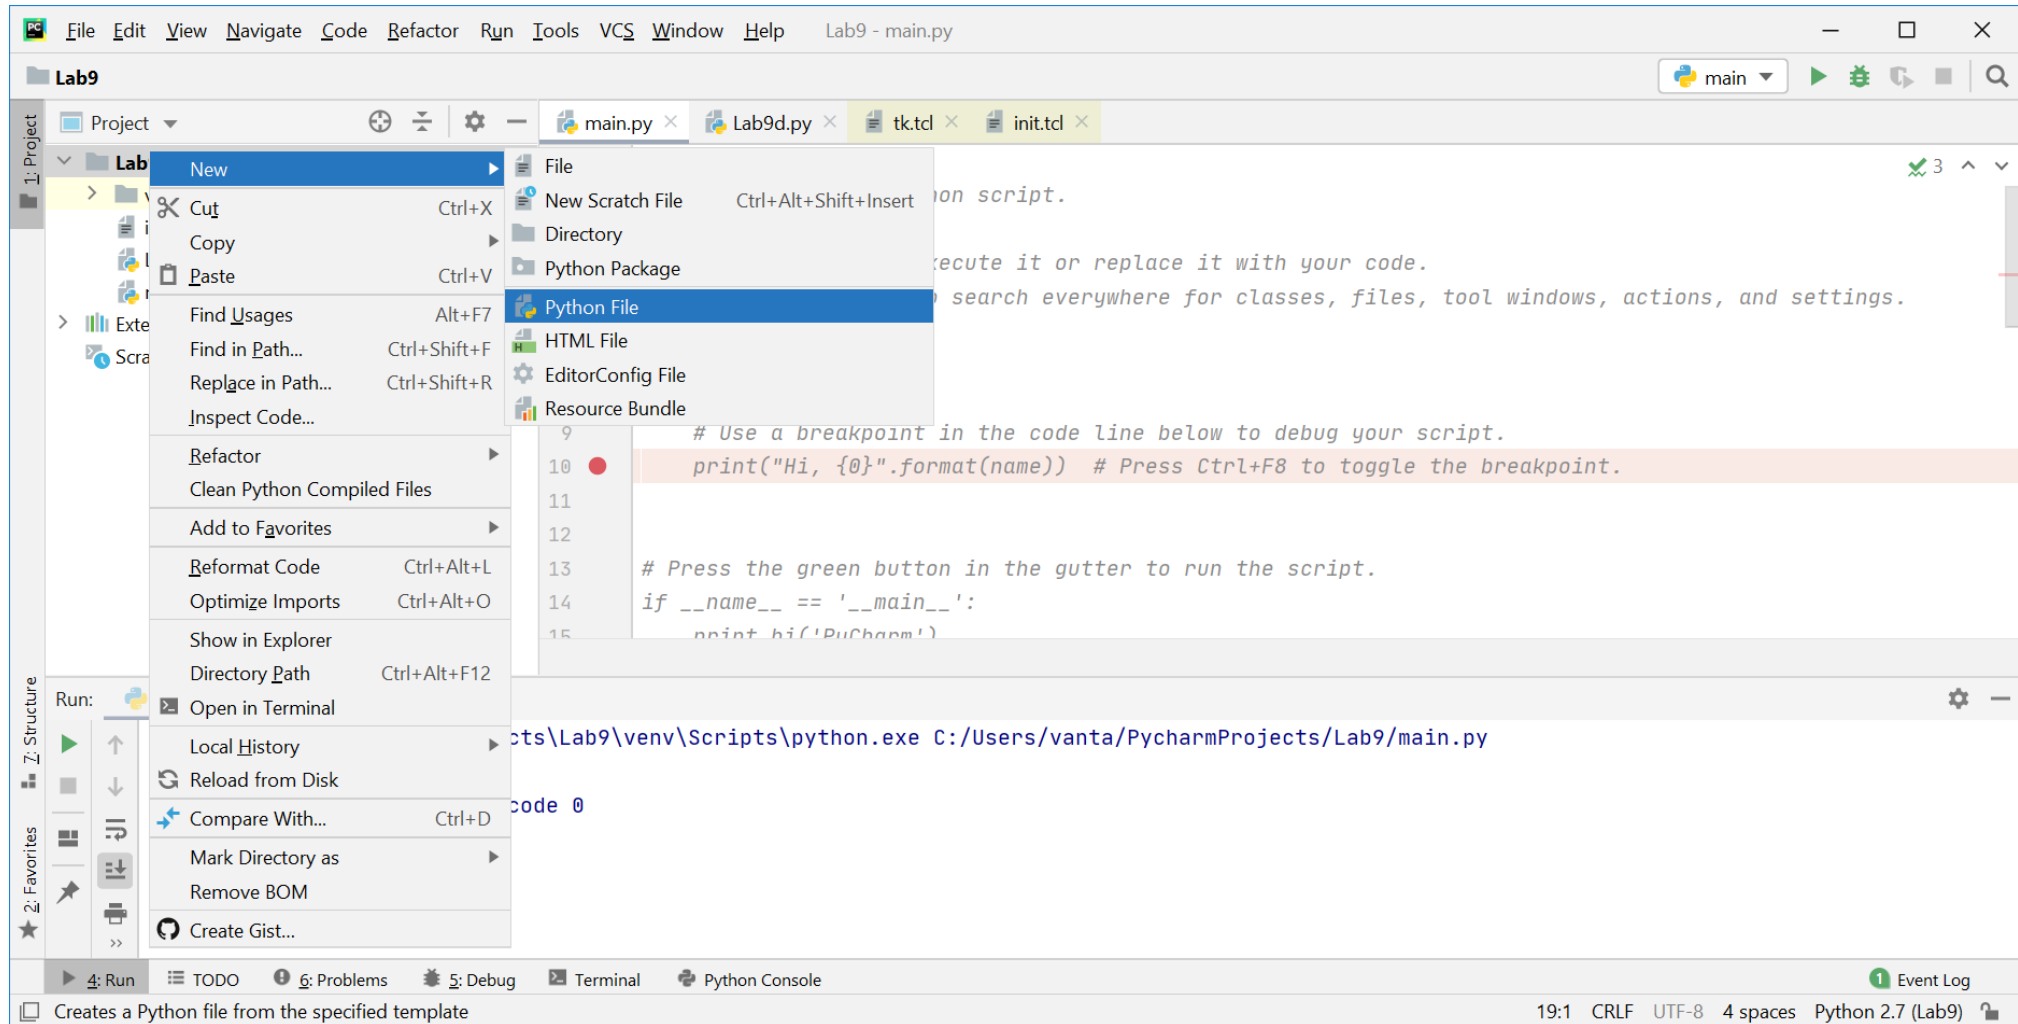 PC File Edit View Navigate Code Refactor Run Tools VCS Window Help Lab9 - main.py
Lab9
main
1: Project
Project
main.py
Lab9d.py
tk.tcl
init.tcl
Lab
Exte
Scra
New
Cut Ctrl+X
Copy
Paste Ctrl+V
Find Usages Alt+F7
Find in Path... Ctrl+Shift+F
Replace in Path... Ctrl+Shift+R
Inspect Code...
Refactor
Clean Python Compiled Files
Add to Favorites
Reformat Code Ctrl+Alt+L
Optimize Imports Ctrl+Alt+O
Show in Explorer
Directory Path Ctrl+Alt+F12
Open in Terminal
Local History
Reload from Disk
Compare With... Ctrl+D
Mark Directory as
Remove BOM
Create Gist...
File
New Scratch File Ctrl+Alt+Shift+Insert
Directory
Python Package
Python File
HTML File
EditorConfig File
Resource Bundle
3
on script.
ecute it or replace it with your code.
search everywhere for classes, files, tool windows, actions, and settings.
9 # Use a breakpoint in the code line below to debug your script.
10 print("Hi, {0}".format(name)) # Press Ctrl+F8 to toggle the breakpoint.
11
12
13 # Press the green button in the gutter to run the script.
14 if __name__ == '__main__':
15 print_hi('PyCharm')
7: Structure
2: Favorites
Run:
cts\Lab9\venv\Scripts\python.exe C:/Users/vanta/PycharmProjects/Lab9/main.py
code 0
4: Run TODO 6: Problems 5: Debug Terminal Python Console 1 Event Log
Creates a Python file from the specified template 19:1 CRLF UTF-8 4 spaces Python 2.7 (Lab9)